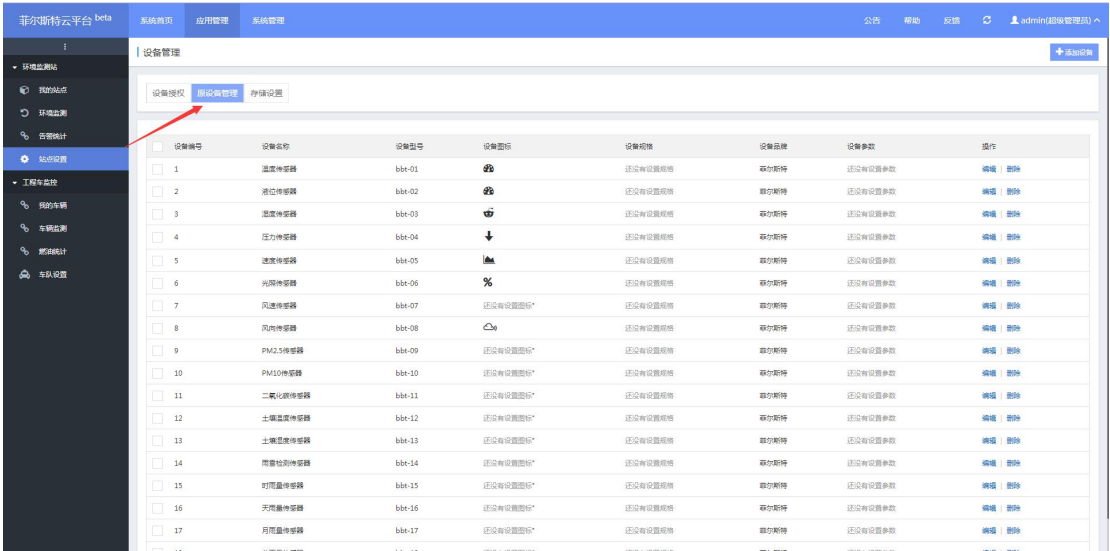 菲尔斯特云平台 beta 系统首页 应用管理 系统管理 公告 帮助 反馈 admin(超级管理员)
设备管理 添加设备
环境监测站
我的站点
环境监测
告警统计
站点设置
工程车监控
我的车辆
车辆监测
燃油统计
车队设置
设备授权 原设备管理 存储设置
设备编号 设备名称 设备型号 设备图标 设备规格 设备品牌 设备参数 操作
1 温度传感器 bbt-01 还没有设置规格 菲尔斯特 还没有设置参数 编辑 | 删除
2 液位传感器 bbt-02 还没有设置规格 菲尔斯特 还没有设置参数 编辑 | 删除
3 湿度传感器 bbt-03 还没有设置规格 菲尔斯特 还没有设置参数 编辑 | 删除
4 压力传感器 bbt-04 还没有设置规格 菲尔斯特 还没有设置参数 编辑 | 删除
5 速度传感器 bbt-05 还没有设置规格 菲尔斯特 还没有设置参数 编辑 | 删除
6 光照传感器 bbt-06 还没有设置规格 菲尔斯特 还没有设置参数 编辑 | 删除
7 风速传感器 bbt-07 还没有设置图标* 还没有设置规格 菲尔斯特 还没有设置参数 编辑 | 删除
8 风向传感器 bbt-08 还没有设置规格 菲尔斯特 还没有设置参数 编辑 | 删除
9 PM2.5传感器 bbt-09 还没有设置图标* 还没有设置规格 菲尔斯特 还没有设置参数 编辑 | 删除
10 PM10传感器 bbt-10 还没有设置图标* 还没有设置规格 菲尔斯特 还没有设置参数 编辑 | 删除
11 二氧化碳传感器 bbt-11 还没有设置图标* 还没有设置规格 菲尔斯特 还没有设置参数 编辑 | 删除
12 土壤温度传感器 bbt-12 还没有设置图标* 还没有设置规格 菲尔斯特 还没有设置参数 编辑 | 删除
13 土壤湿度传感器 bbt-13 还没有设置图标* 还没有设置规格 菲尔斯特 还没有设置参数 编辑 | 删除
14 雨雪检测传感器 bbt-14 还没有设置图标* 还没有设置规格 菲尔斯特 还没有设置参数 编辑 | 删除
15 时雨量传感器 bbt-15 还没有设置图标* 还没有设置规格 菲尔斯特 还没有设置参数 编辑 | 删除
16 天雨量传感器 bbt-16 还没有设置图标* 还没有设置规格 菲尔斯特 还没有设置参数 编辑 | 删除
17 月雨量传感器 bbt-17 还没有设置图标* 还没有设置规格 菲尔斯特 还没有设置参数 编辑 | 删除